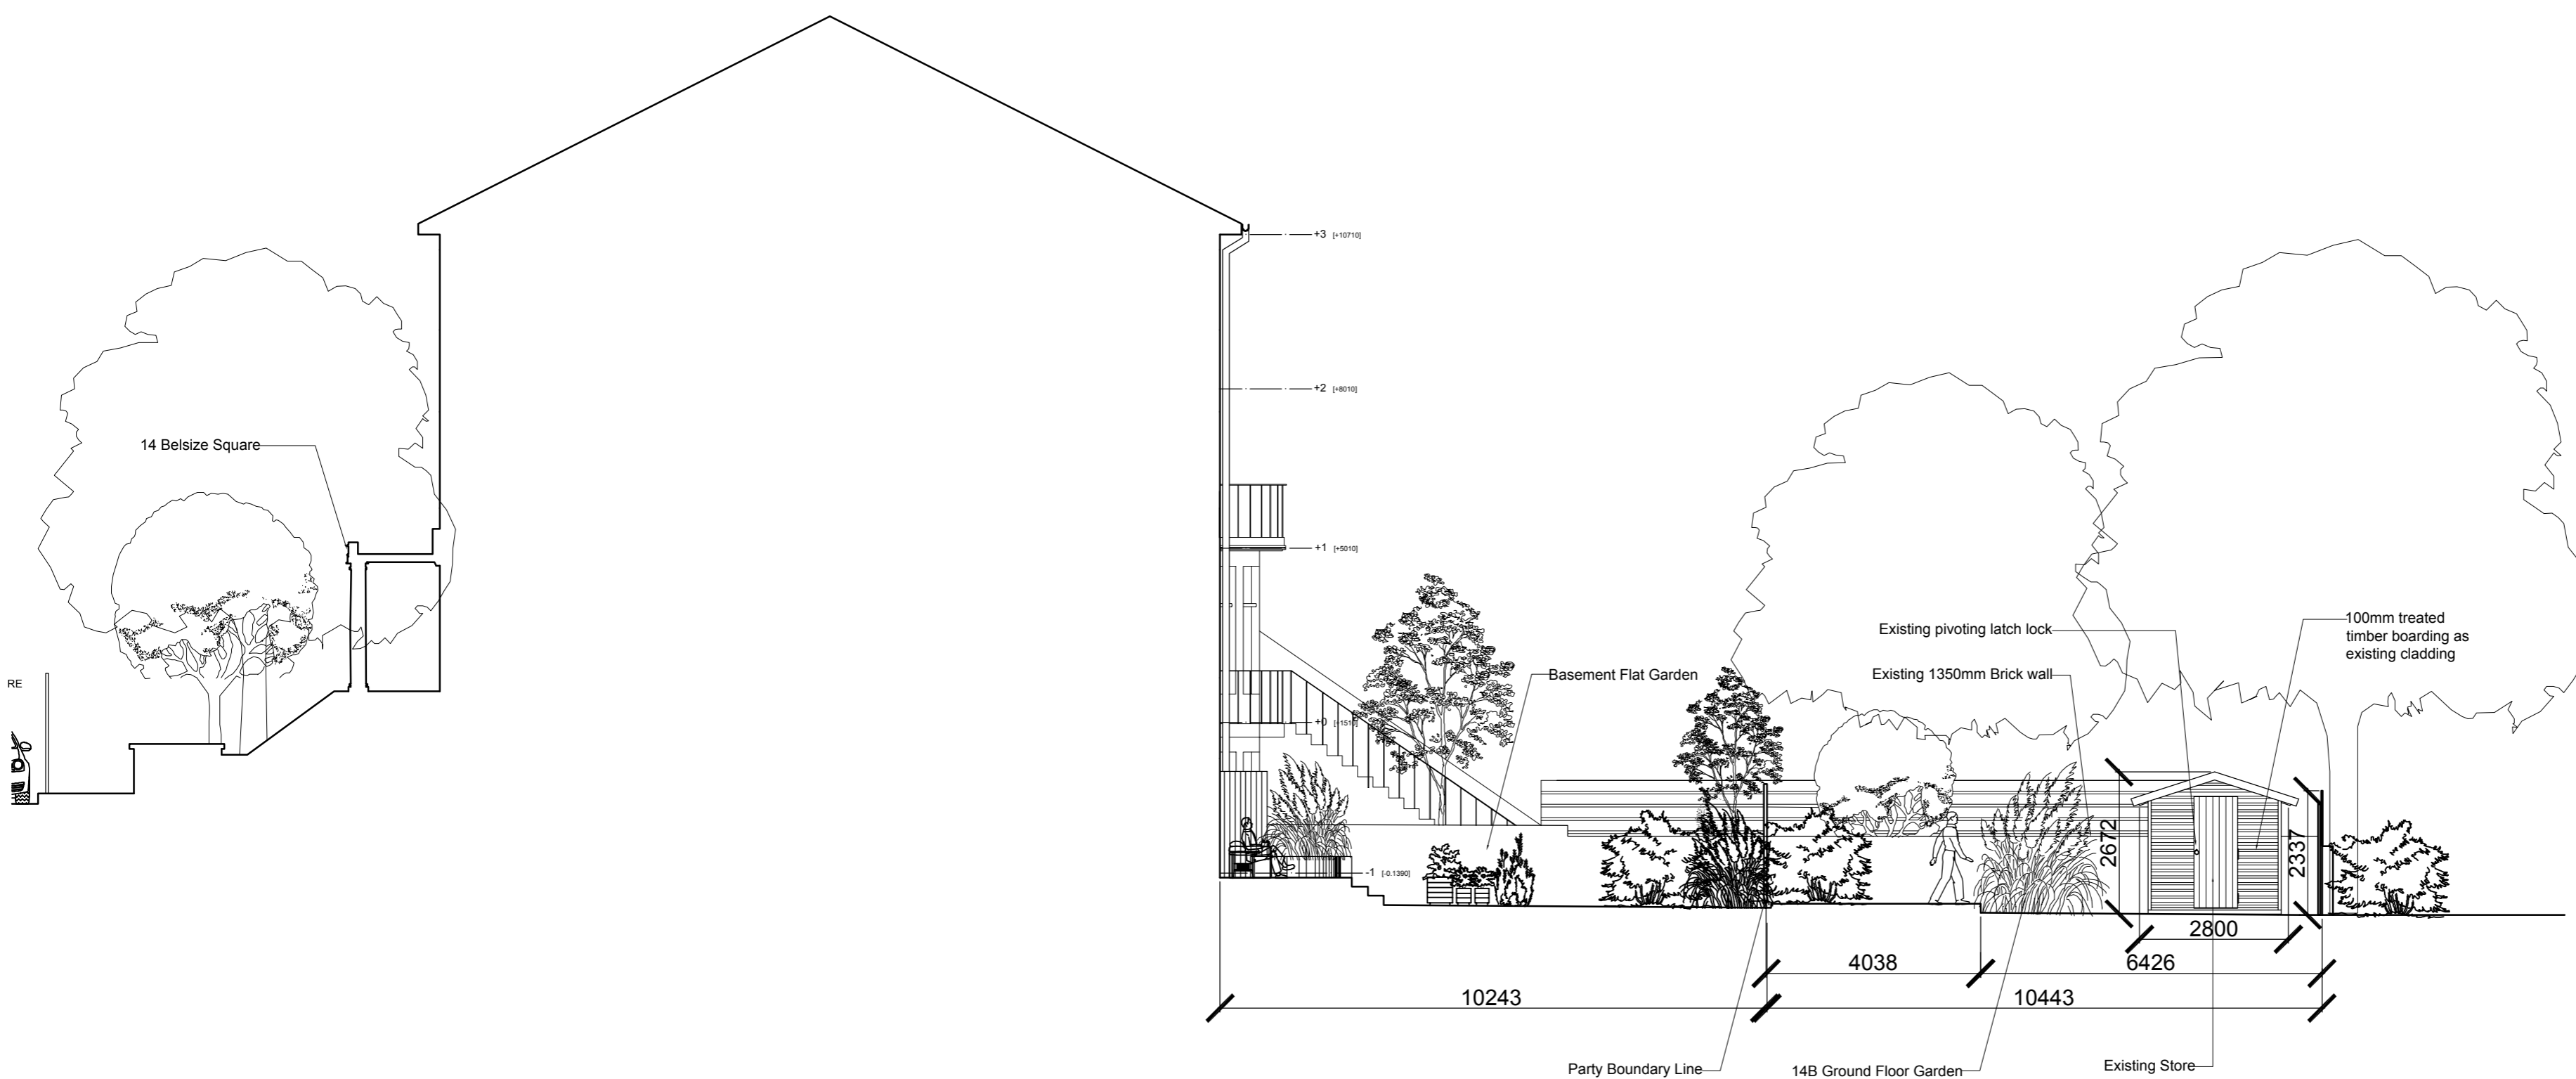 +3 [+10710]
+2 [+8010]
14 Belsize Square
+1 [+5010]
100mm treated
timber boarding as
existing cladding
Existing pivoting latch lock
Existing 1350mm Brick wall
Basement Flat Garden
RE
+0 [+1510]
2672
2337
-1 [-0.1390]
2800
4038
6426
10243
10443
Party Boundary Line
14B Ground Floor Garden
Existing Store